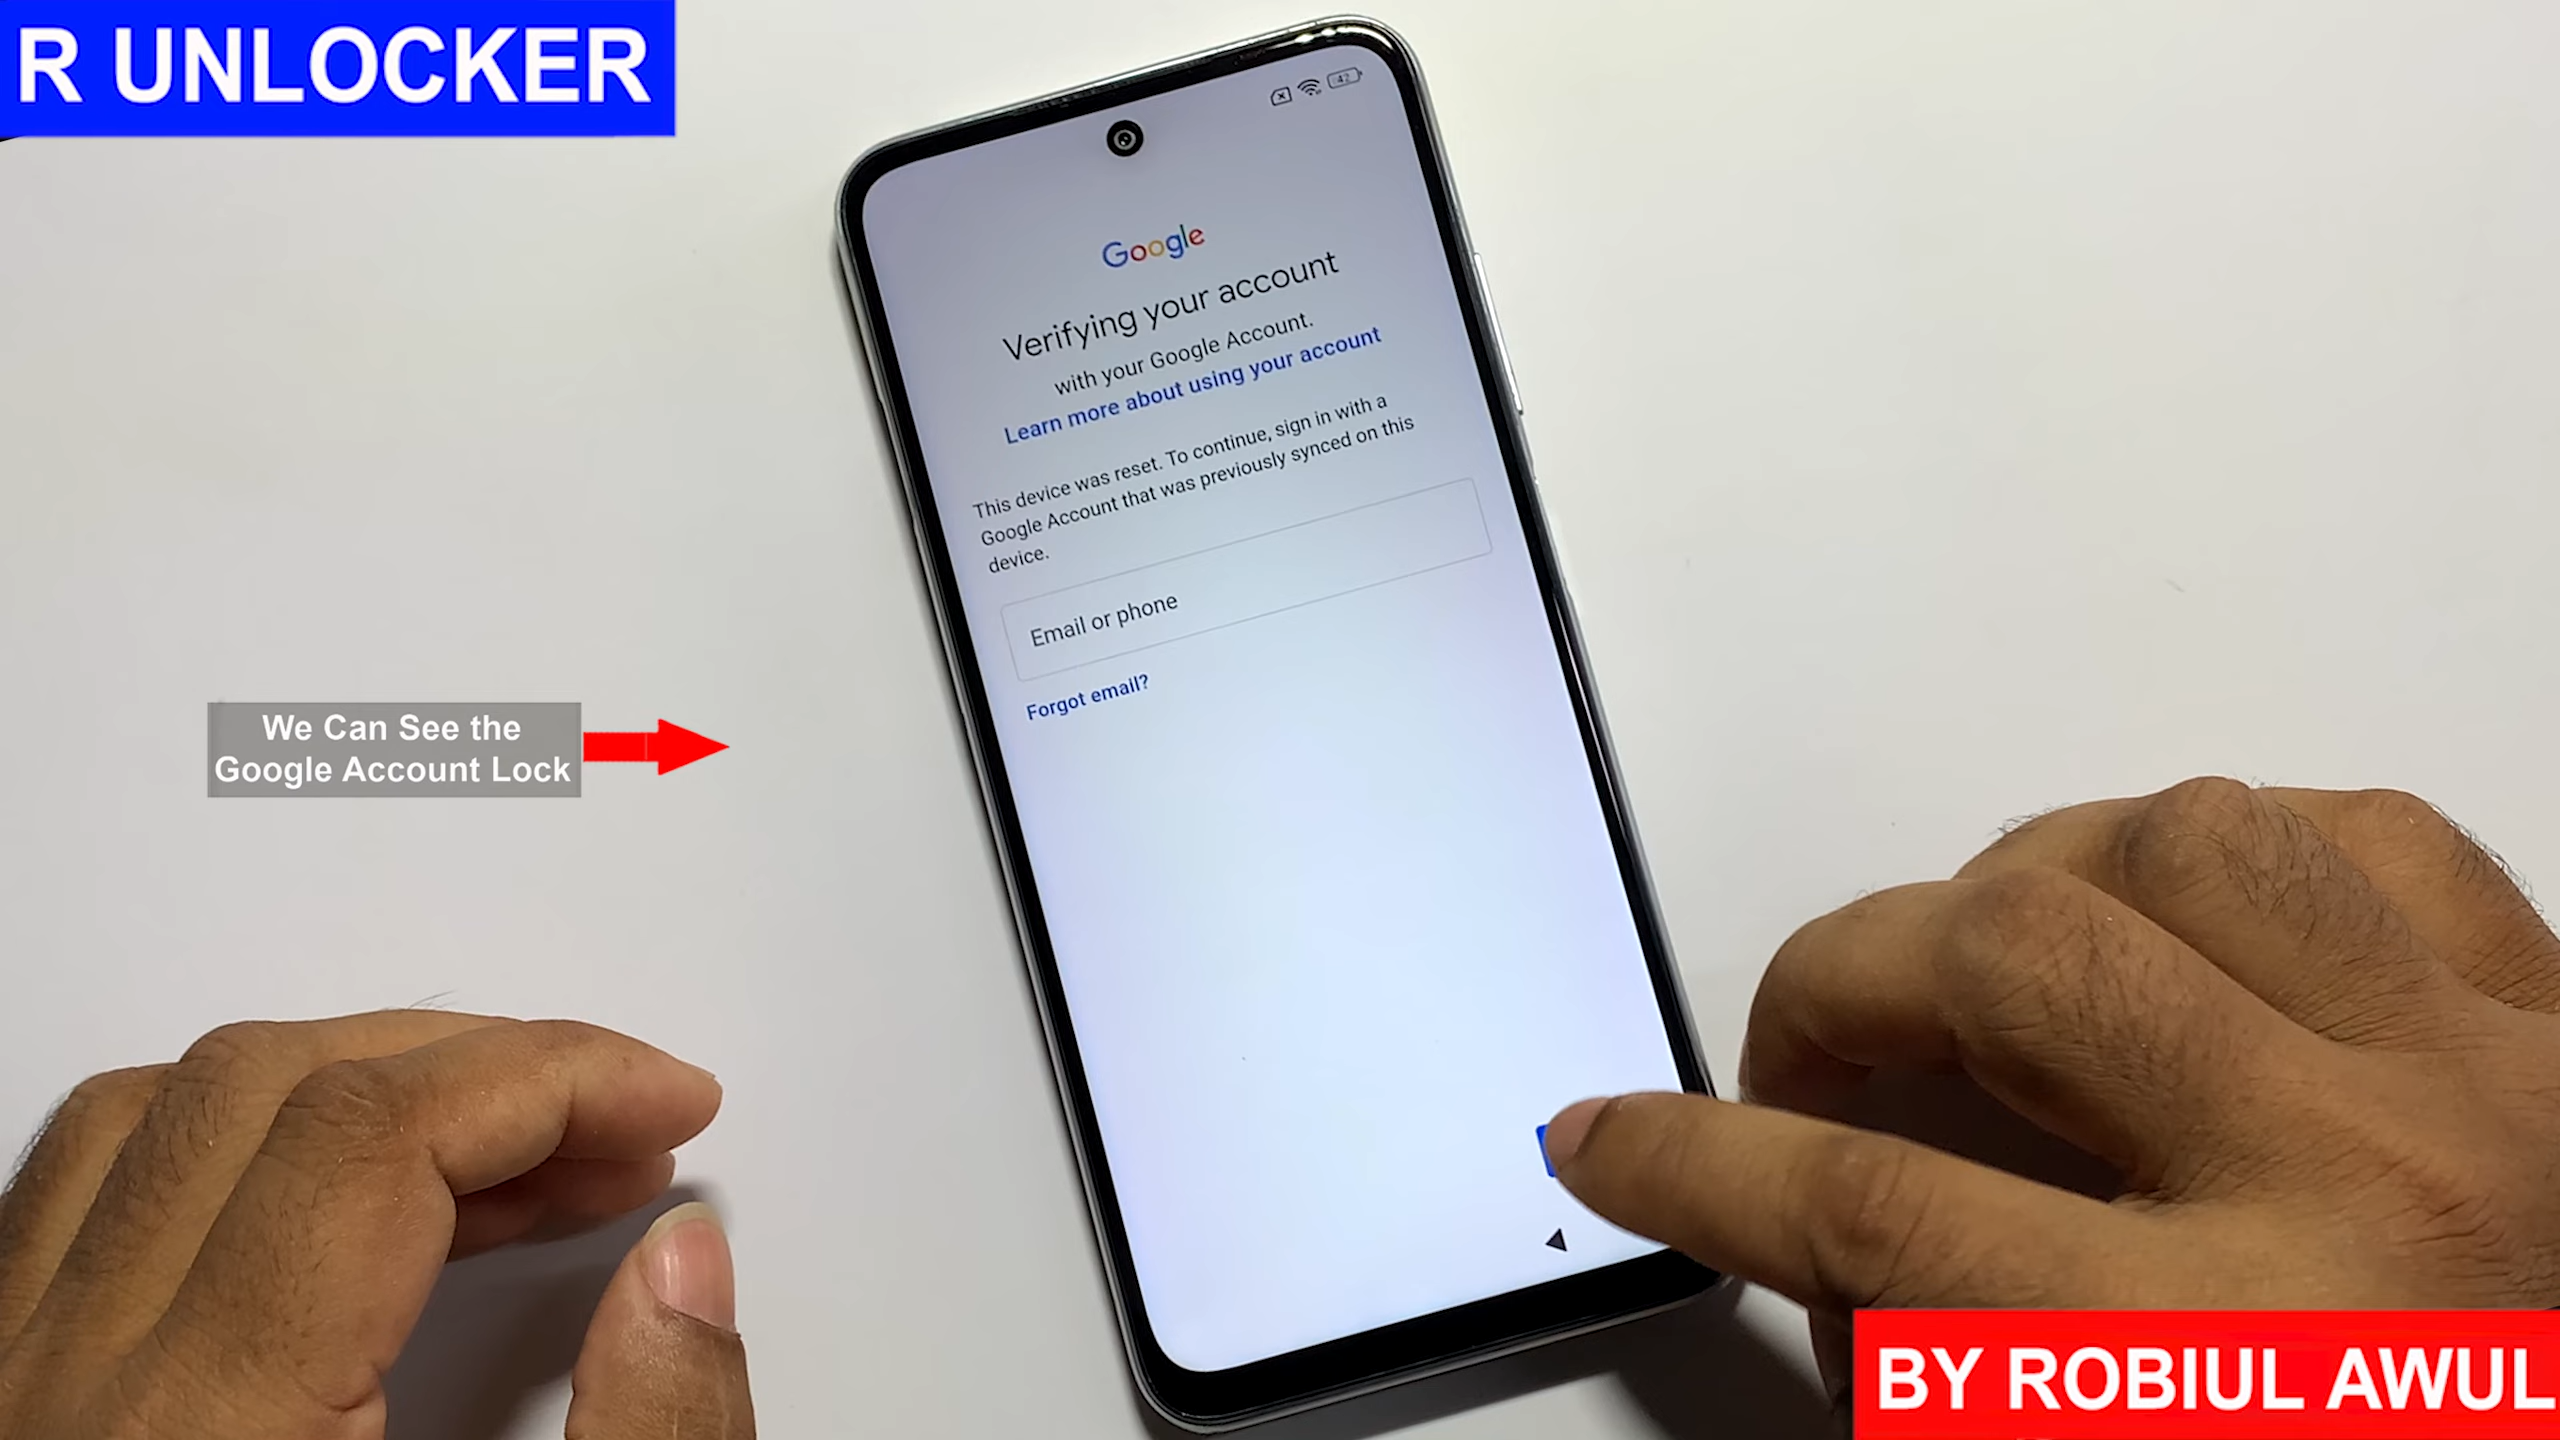 R UNLOCKER
42
Google
Verifying your account
with your Google Account.
Learn more about using your account
This device was reset. To continue, sign in with a
Google Account that was previously synced on this
device.
Email or phone
Forgot email?
We Can See the
Google Account Lock
BY ROBIUL AWUL